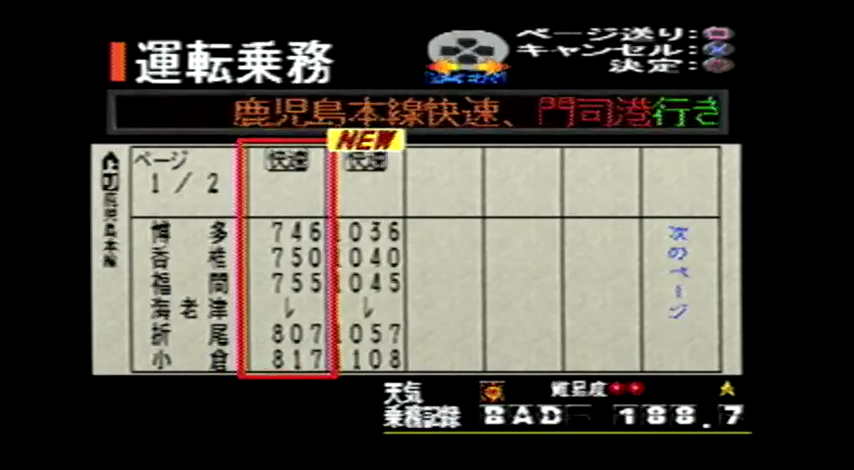 運転乗務
ページ送り:
キャンセル:
決定:
鹿児島本線快速、門司港行き
NEW
鹿児島本線
ページ
1 / 2
快速 快速
博多 746 1036
香椎 750 1040
福間 755 1045
海老津 レ レ
折尾 807 1057
小倉 817 1108
次のページ
天気 難易度
乗務記録 BAD 188.7